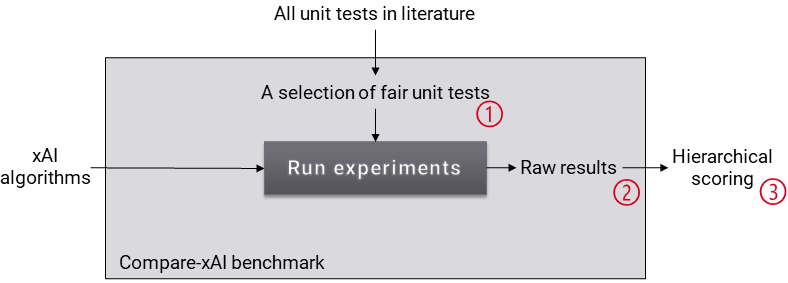 All unit tests in literature
A selection of fair unit tests
①
xAI
algorithms
Run experiments
Raw results
②
Hierarchical
scoring
③
Compare-xAI benchmark